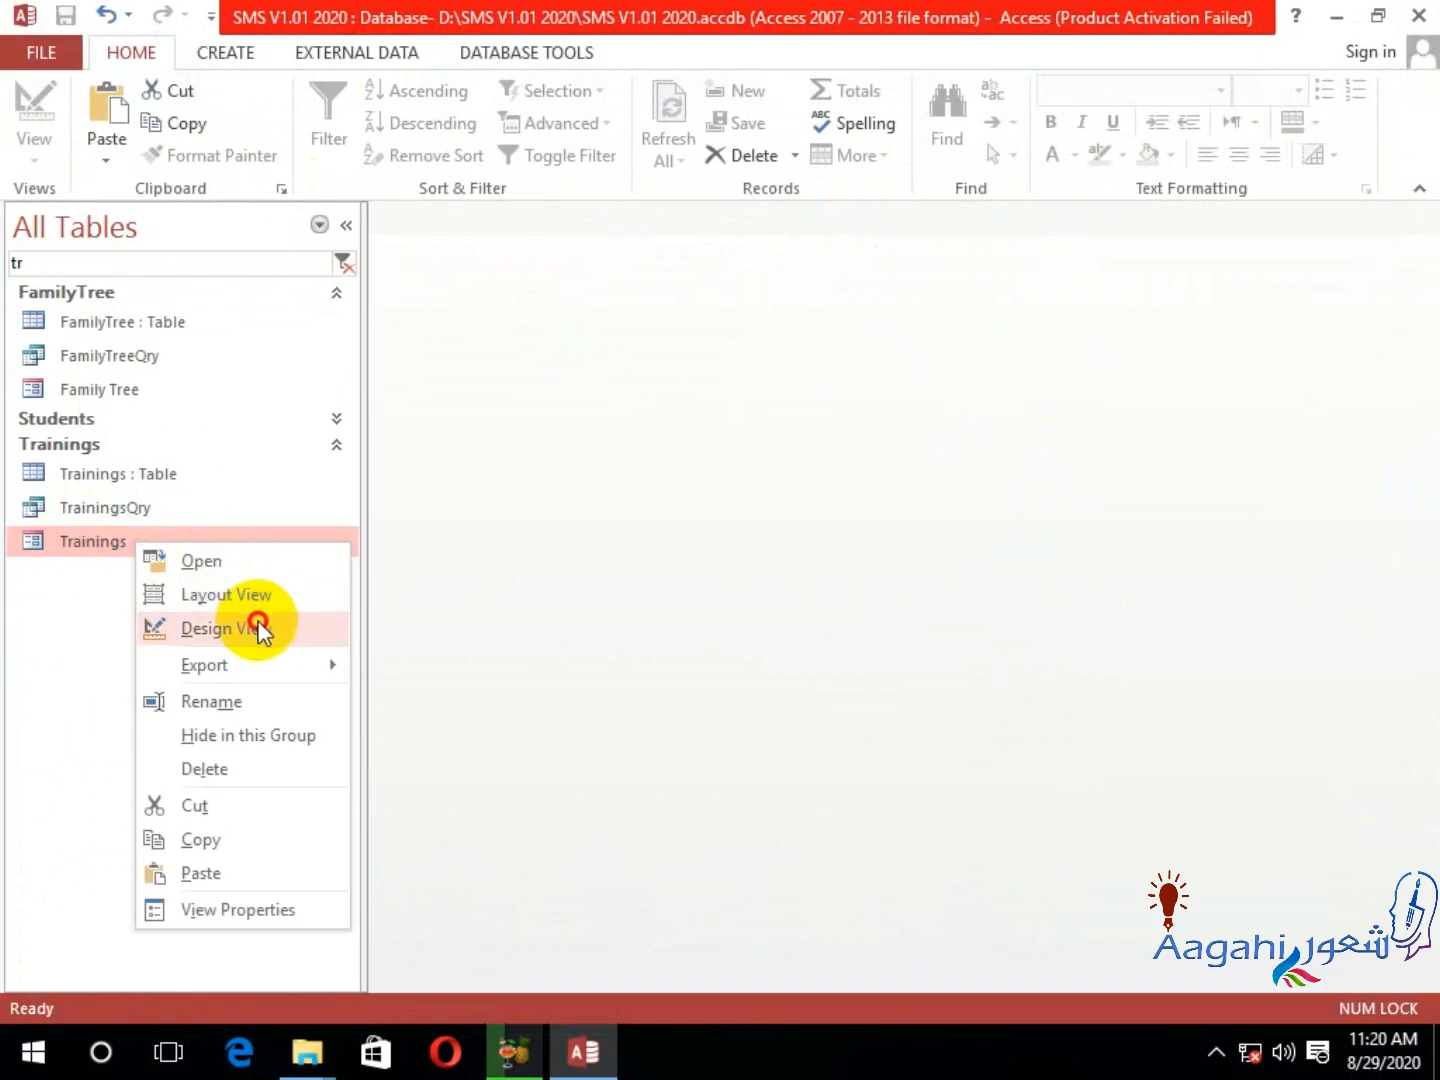 SMS V1.01 2020 : Database- D:\SMS V1.01 2020\SMS V1.01 2020.accdb (Access 2007 - 2013 file format) - Access (Product Activation Failed)
FILE HOME CREATE EXTERNAL DATA DATABASE TOOLS Sign in
View
Views
Paste
Cut
Copy
Format Painter
Clipboard
Filter
Ascending
Descending
Remove Sort
Selection
Advanced
Toggle Filter
Sort & Filter
Refresh
All
New
Save
Delete
Totals
Spelling
More
Records
Find
Find
Text Formatting
All Tables
tr
FamilyTree
FamilyTree : Table
FamilyTreeQry
Family Tree
Students
Trainings
Trainings : Table
TrainingsQry
Trainings
Open
Layout View
Design
Export
Rename
Hide in this Group
Delete
Cut
Copy
Paste
View Properties
Aagahi شعور
Ready NUM LOCK
11:20 AM
8/29/2020